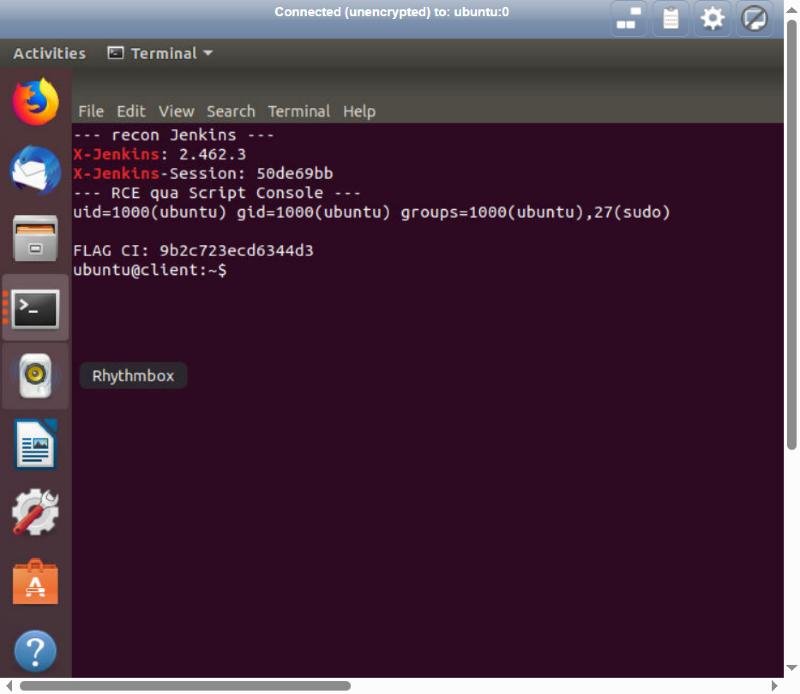 Connected (unencrypted) to: ubuntu:0
Activities Terminal
File Edit View Search Terminal Help
--- recon Jenkins ---
X-Jenkins: 2.462.3
X-Jenkins-Session: 50de69bb
--- RCE qua Script Console ---
uid=1000(ubuntu) gid=1000(ubuntu) groups=1000(ubuntu),27(sudo)
FLAG CI: 9b2c723ecd6344d3
ubuntu@client:~$
Rhythmbox